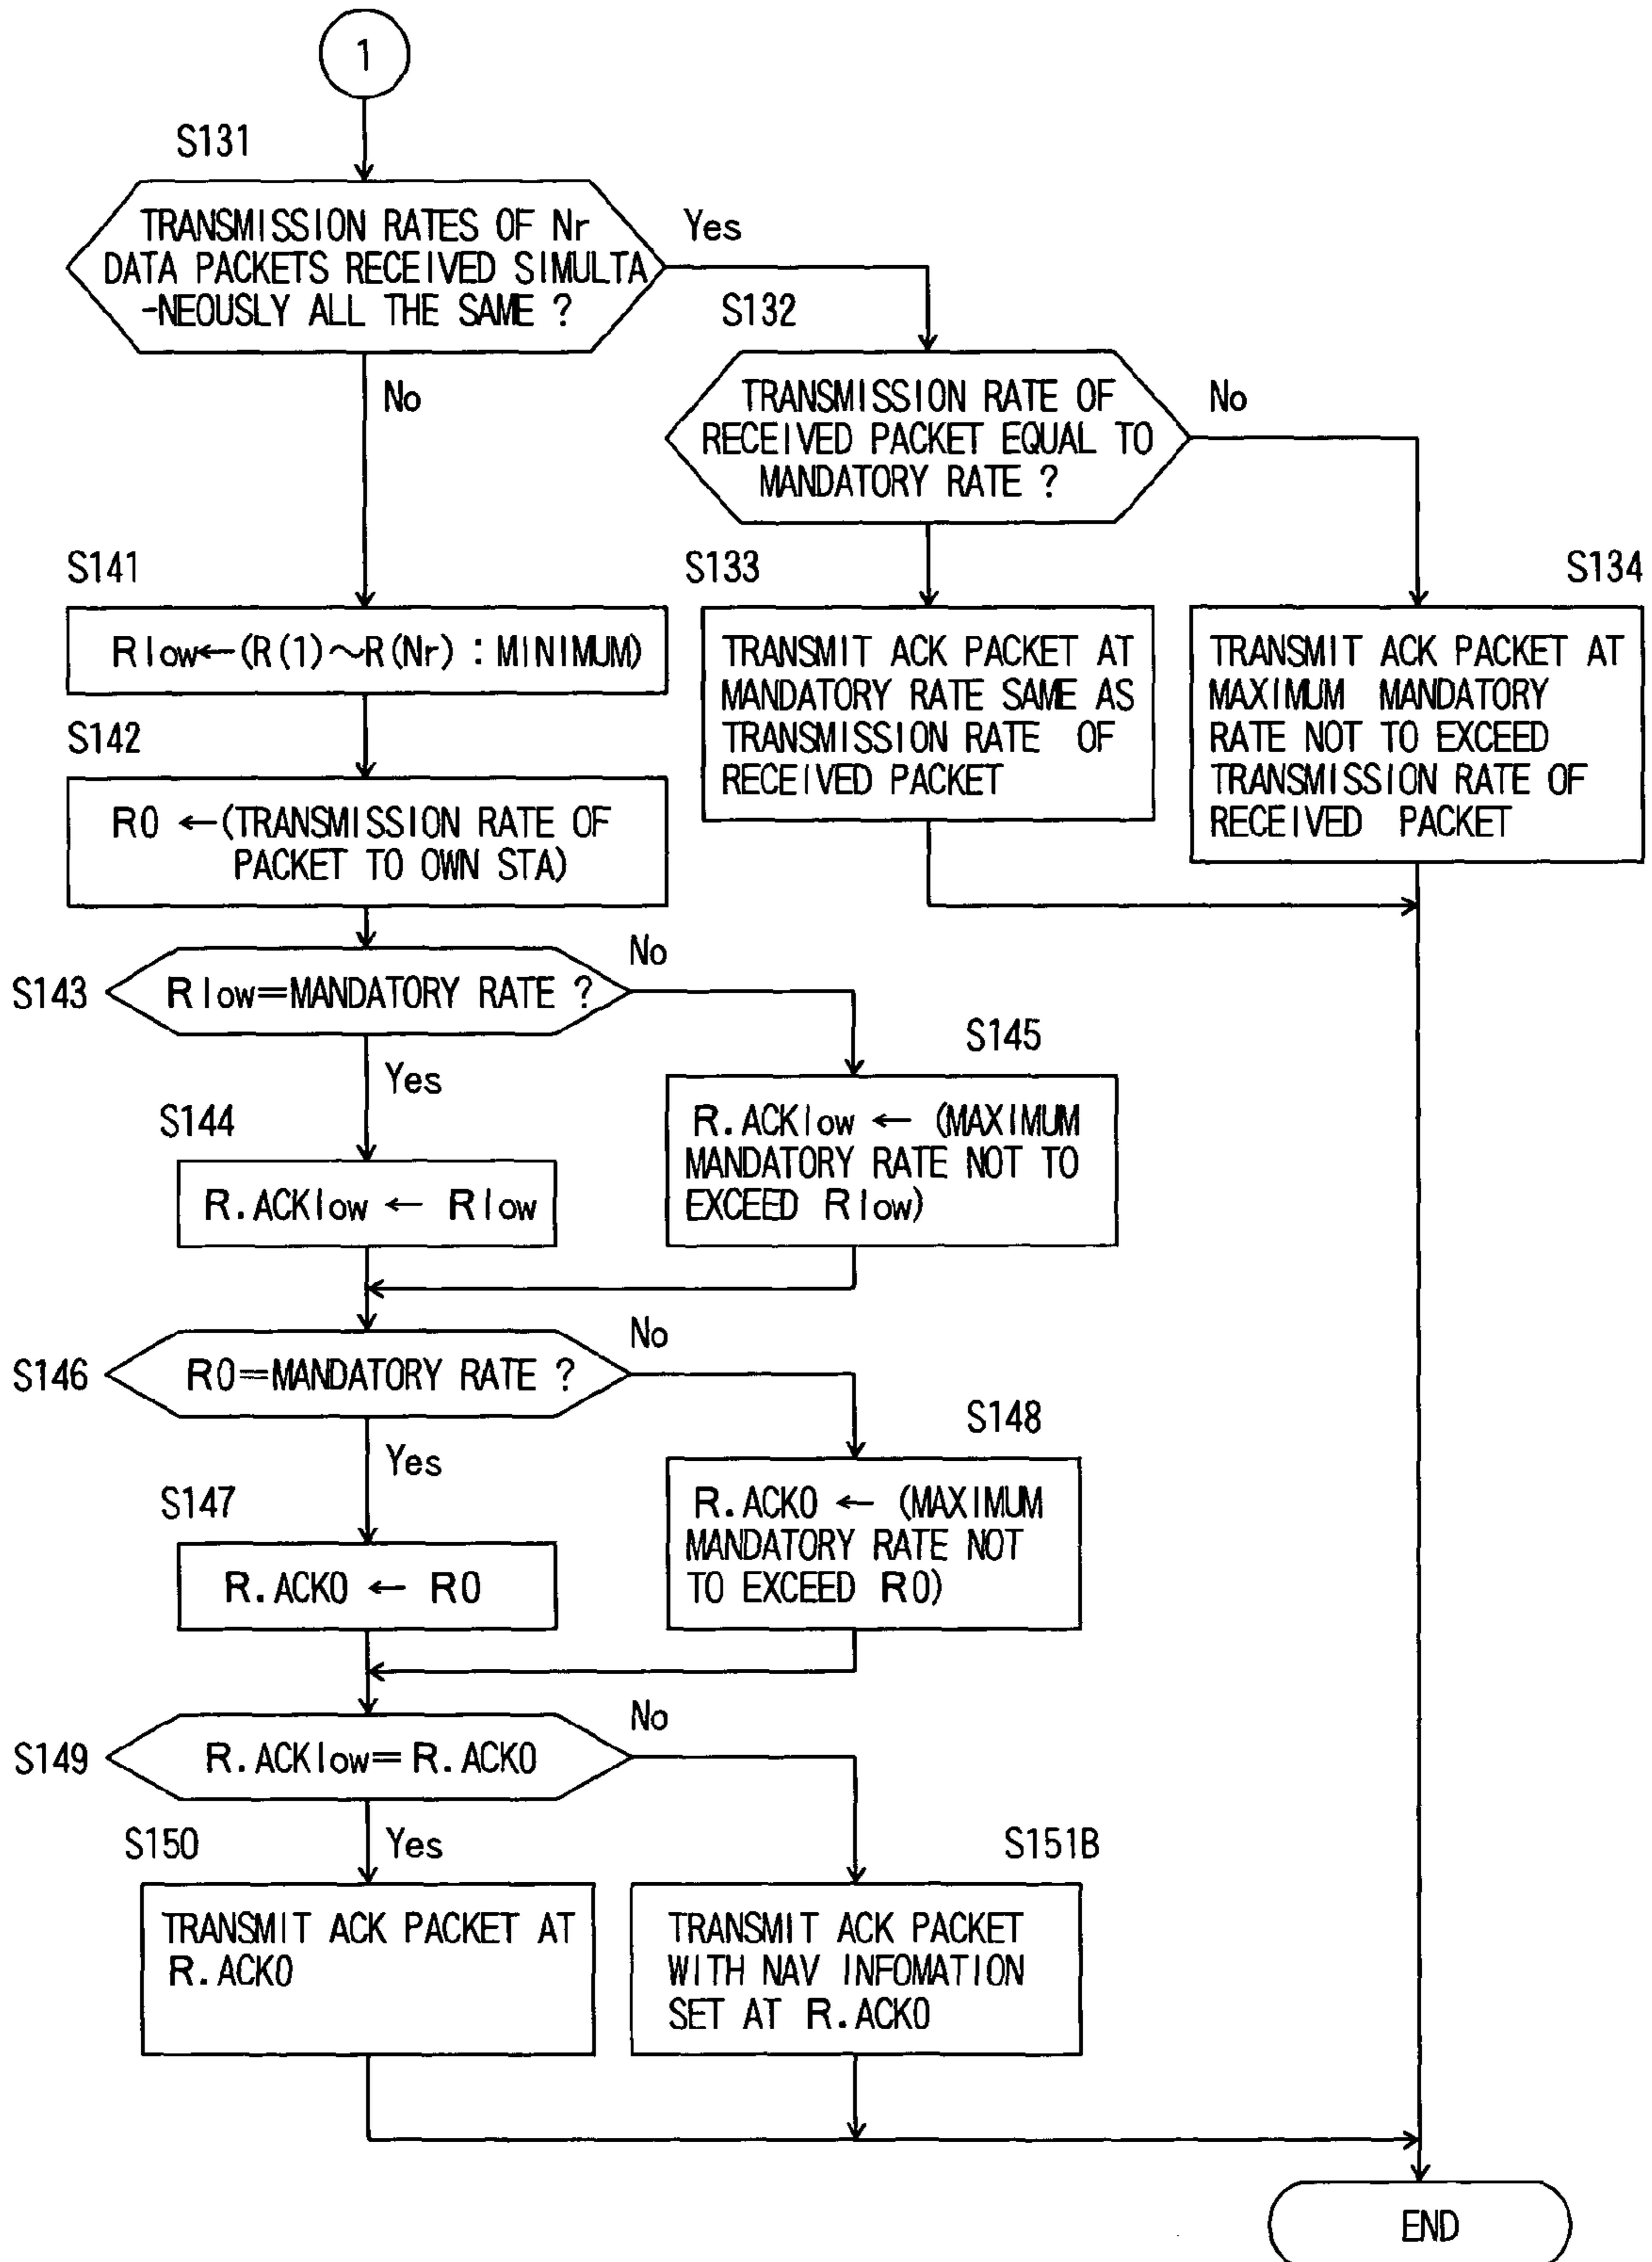 1
S131
TRANSMISSION RATES OF Nr
DATA PACKETS RECEIVED SIMULTA
-NEOUSLY ALL THE SAME ?
Yes
No
S132
TRANSMISSION RATE OF
RECEIVED PACKET EQUAL TO
MANDATORY RATE ?
No
S133
TRANSMIT ACK PACKET AT
MANDATORY RATE SAME AS
TRANSMISSION RATE OF
RECEIVED PACKET
S134
TRANSMIT ACK PACKET AT
MAXIMUM MANDATORY
RATE NOT TO EXCEED
TRANSMISSION RATE OF
RECEIVED PACKET
S141
Rlow←(R(1)~R(Nr) : MINIMUM)
S142
R0 ←(TRANSMISSION RATE OF
PACKET TO OWN STA)
S143
Rlow=MANDATORY RATE ?
No
Yes
S144
R.ACKlow ← Rlow
S145
R.ACKlow ← (MAXIMUM
MANDATORY RATE NOT TO
EXCEED Rlow)
S146
R0=MANDATORY RATE ?
No
Yes
S147
R.ACK0 ← R0
S148
R.ACK0 ← (MAXIMUM
MANDATORY RATE NOT
TO EXCEED R0)
S149
R.ACKlow= R.ACK0
No
Yes
S150
TRANSMIT ACK PACKET AT
R.ACK0
S151B
TRANSMIT ACK PACKET
WITH NAV INFOMATION
SET AT R.ACK0
END